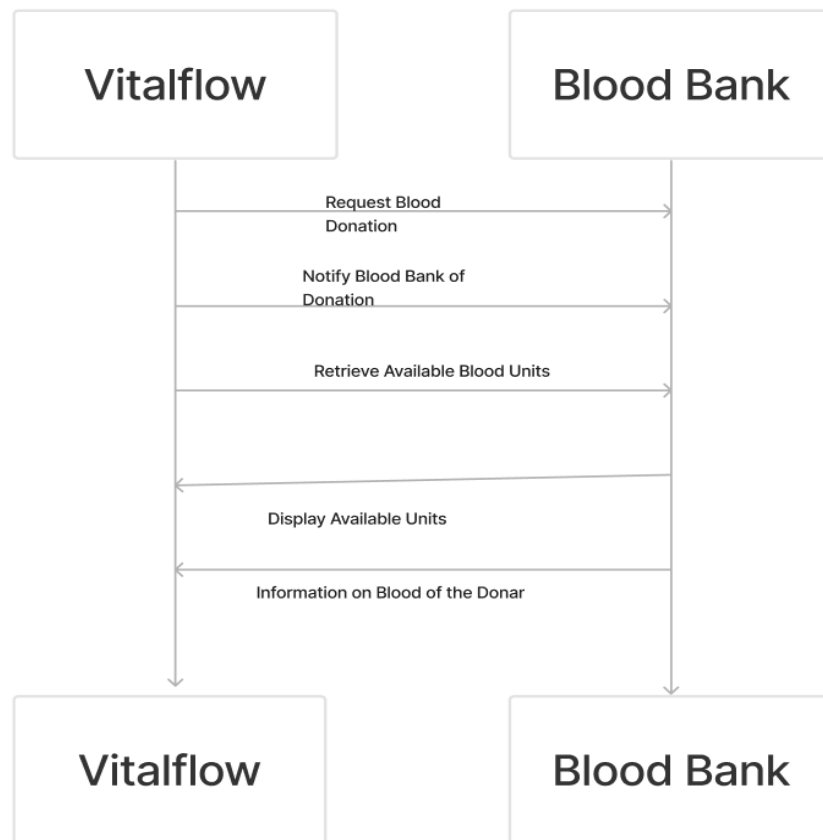 Vitalflow
Blood Bank
Request Blood
Donation
Notify Blood Bank of
Donation
Retrieve Available Blood Units
Display Available Units
Information on Blood of the Donar
Vitalflow
Blood Bank